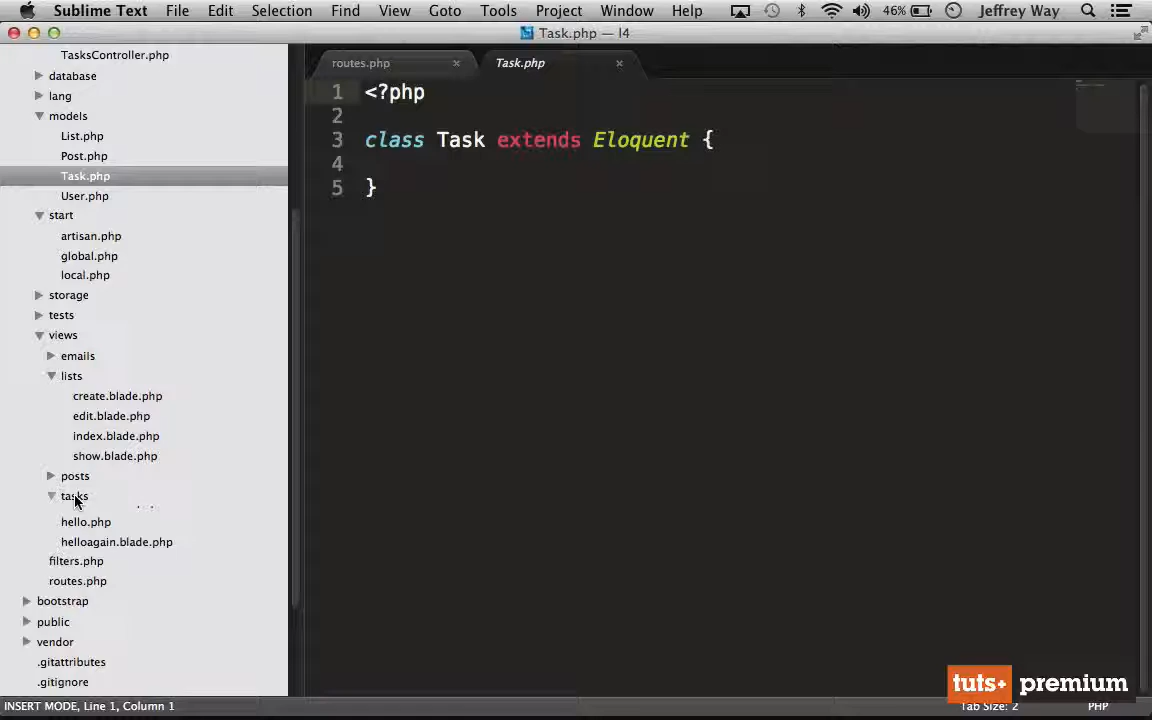 Sublime Text File Edit Selection Find View Goto Tools Project Window Help 46% Jeffrey Way
Task.php — l4
TasksController.php
database
lang
models
List.php
Post.php
Task.php
User.php
start
artisan.php
global.php
local.php
storage
tests
views
emails
lists
create.blade.php
edit.blade.php
index.blade.php
show.blade.php
posts
tasks
hello.php
helloagain.blade.php
filters.php
routes.php
bootstrap
public
vendor
.gitattributes
.gitignore
routes.php × Task.php ×
1 <?php
2
3 class Task extends Eloquent {
4
5 }
tuts+ premium
INSERT MODE, Line 1, Column 1 Tab Size: 2 PHP